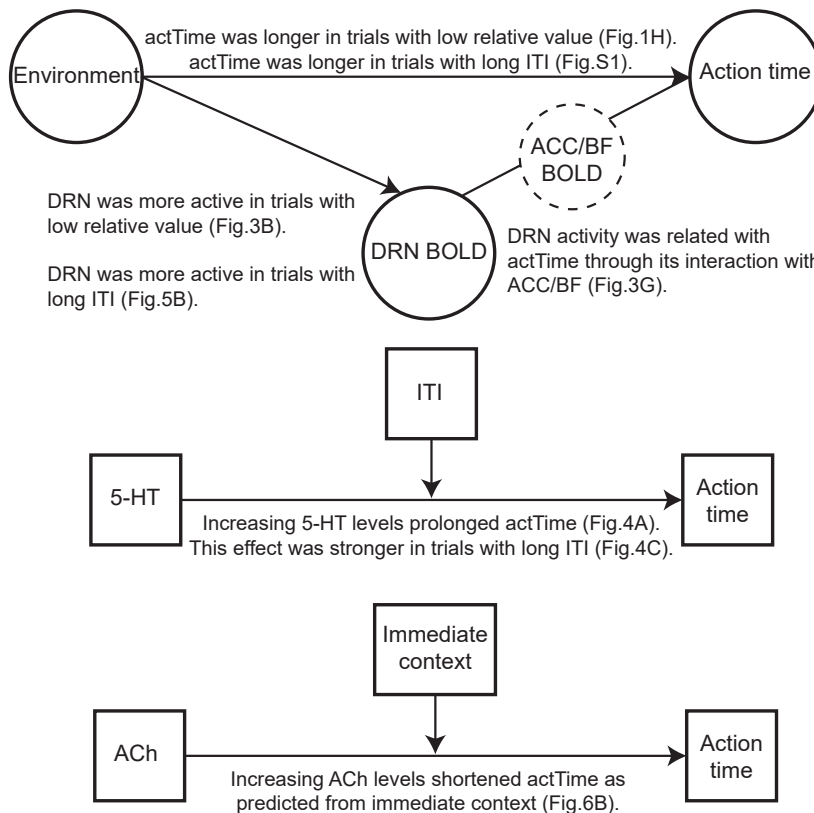 actTime was longer in trials with low relative value (Fig.1H).
actTime was longer in trials with long ITI (Fig.S1).
Environment
Action time
ACC/BF
BOLD
DRN was more active in trials with
low relative value (Fig.3B).
DRN BOLD
DRN was more active in trials with
long ITI (Fig.5B).
DRN activity was related with
actTime through its interaction with
ACC/BF (Fig.3G).
ITI
5-HT
Action
time
Increasing 5-HT levels prolonged actTime (Fig.4A).
This effect was stronger in trials with long ITI (Fig.4C).
Immediate
context
ACh
Action
time
Increasing ACh levels shortened actTime as
predicted from immediate context (Fig.6B).